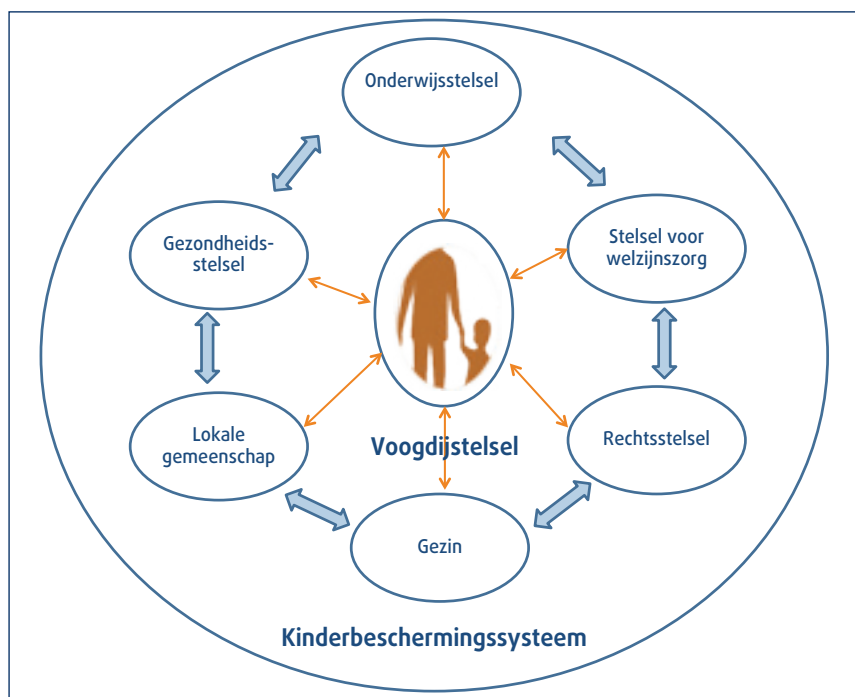 Onderwijsstelsel
Gezondheids-
stelsel
Stelsel voor
welzijnszorg
Lokale
gemeenschap
Voogdijstelsel
Rechtsstelsel
Gezin
Kinderbeschermingssysteem